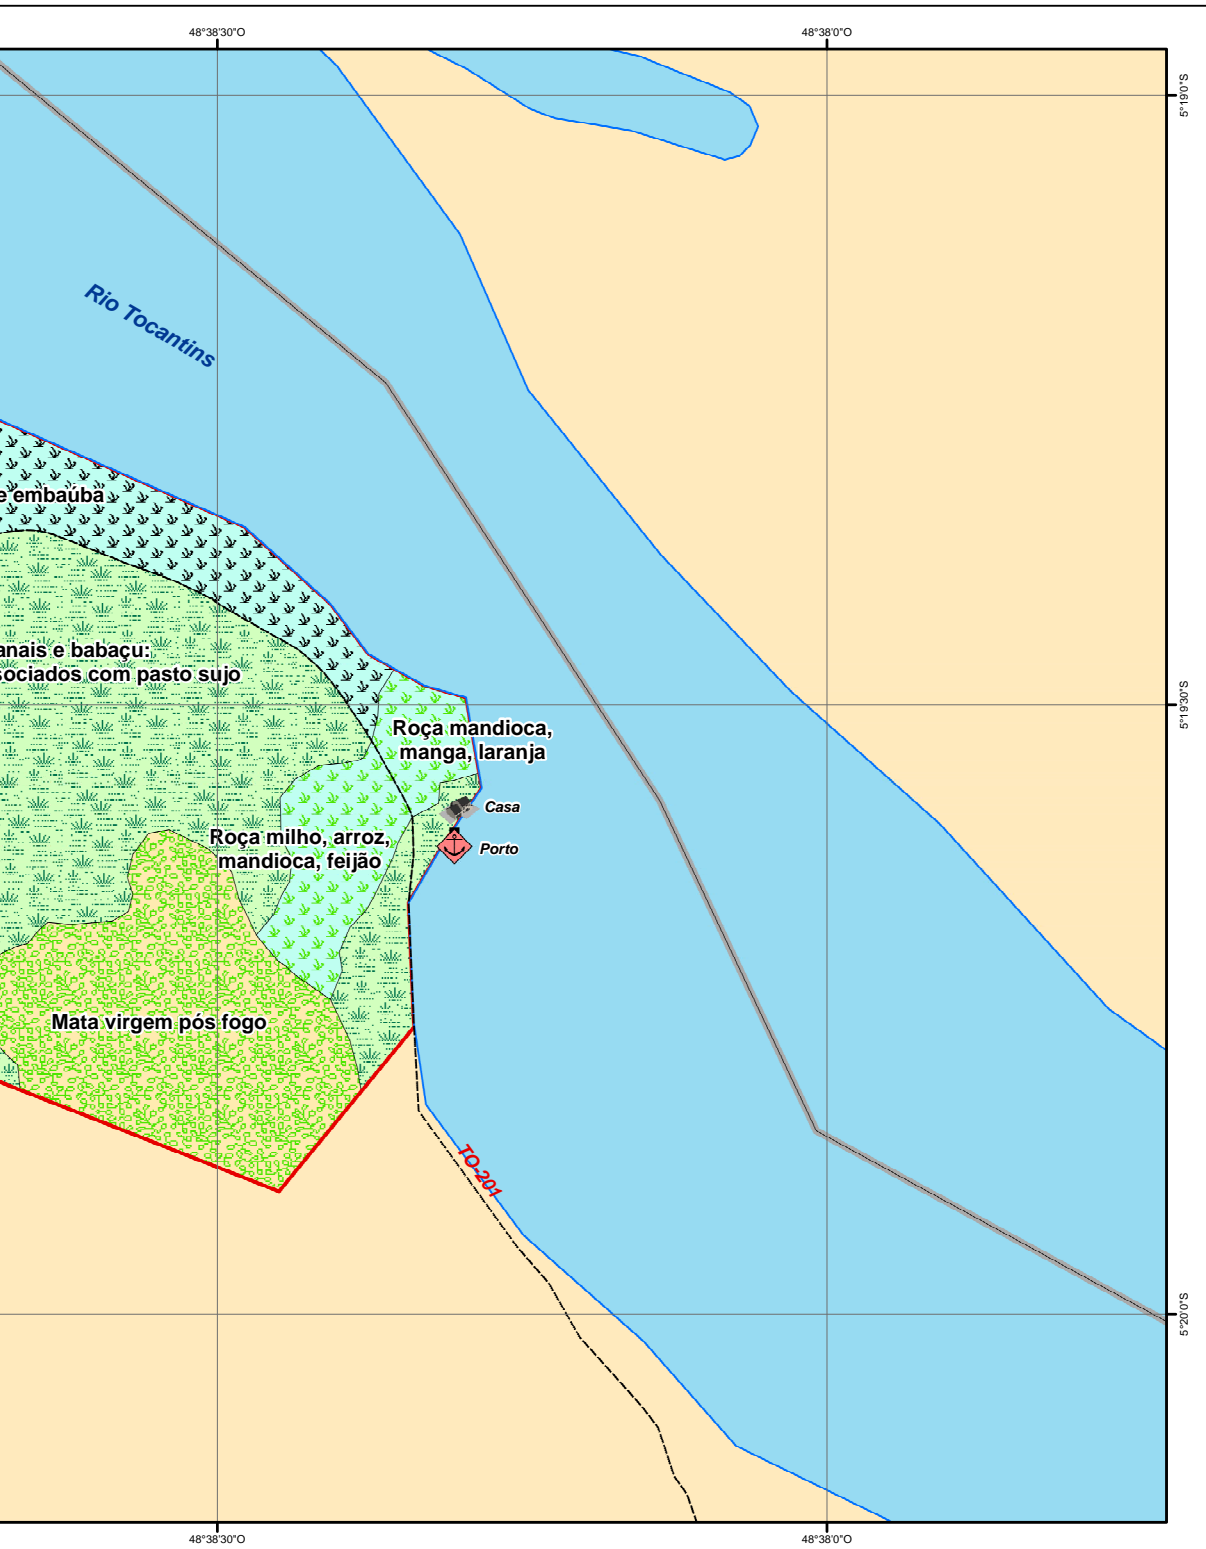 48°38'30"O
48°38'0"O
5°19'0"S
Rio Tocantins
e embaúba
anais e babaçu:
sociados com pasto sujo
5°19'30"S
Roça mandioca,
manga, laranja
Casa
Roça milho, arroz,
mandioca, feijão
Porto
Mata virgem pós fogo
TO-201
5°20'0"S
48°38'30"O
48°38'0"O